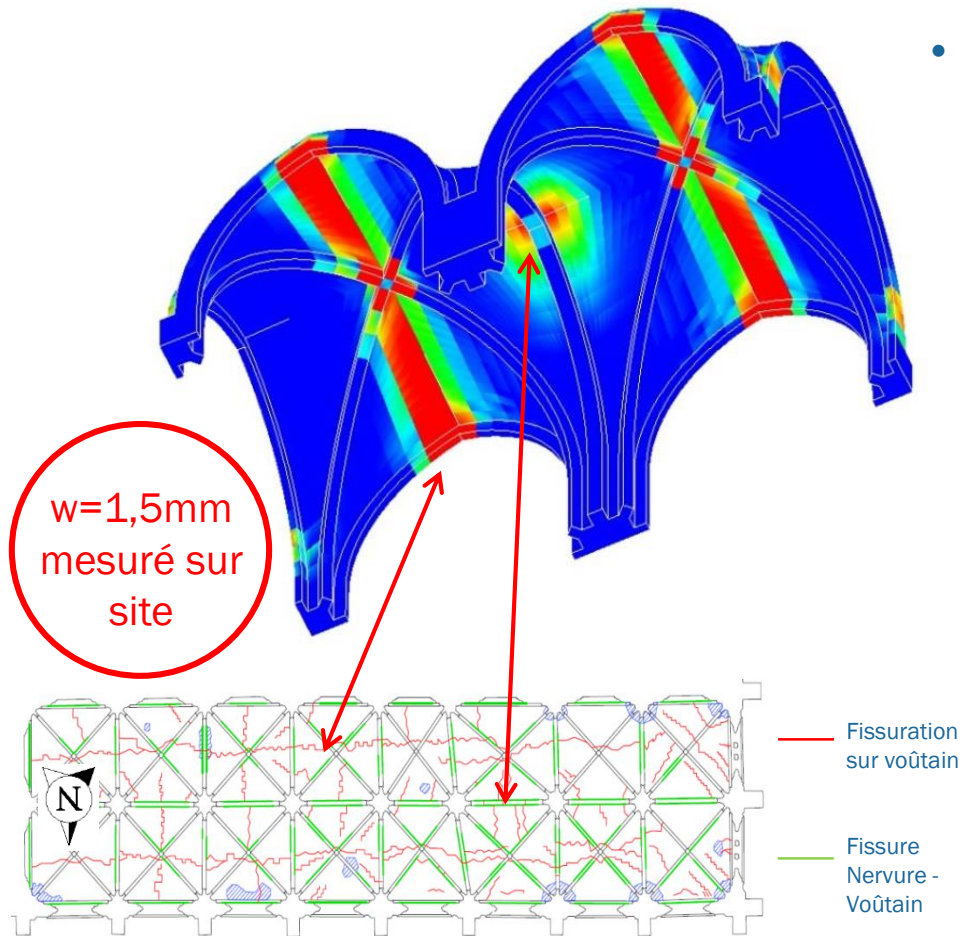 w=1,5mm
mesuré sur
site
N
Fissuration
sur voûtain
Fissure
Nervure -
Voûtain